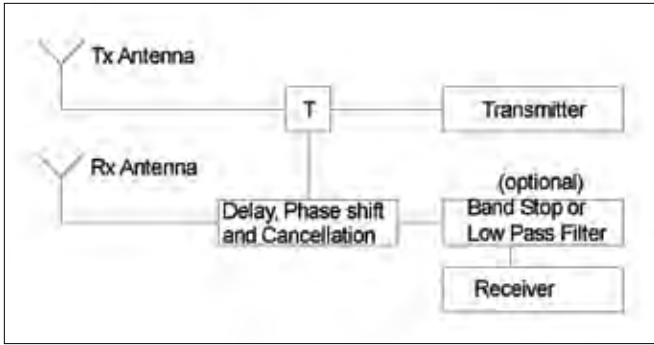 Tx Antenna
T
Transmitter
Rx Antenna
(optional)
Delay, Phase shift
and Cancellation
Band Stop or
Low Pass Filter
Receiver